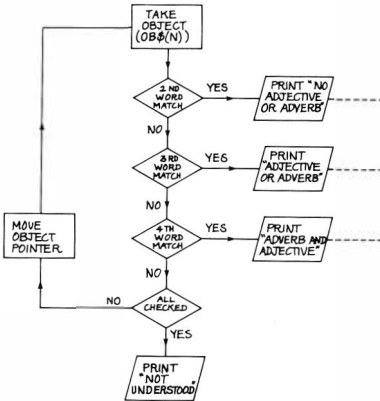 TAKE
OBJECT
(OB$(N))
2ND
WORD
MATCH
YES
PRINT "NO
ADJECTIVE
OR ADVERB"
NO
3RD
WORD
MATCH
YES
PRINT
"ADJECTIVE
OR ADVERB"
NO
MOVE
OBJECT
POINTER
4TH
WORD
MATCH
YES
PRINT
"ADVERB AND
ADJECTIVE"
NO
NO
ALL
CHECKED
YES
PRINT
"NOT
UNDERSTOOD"